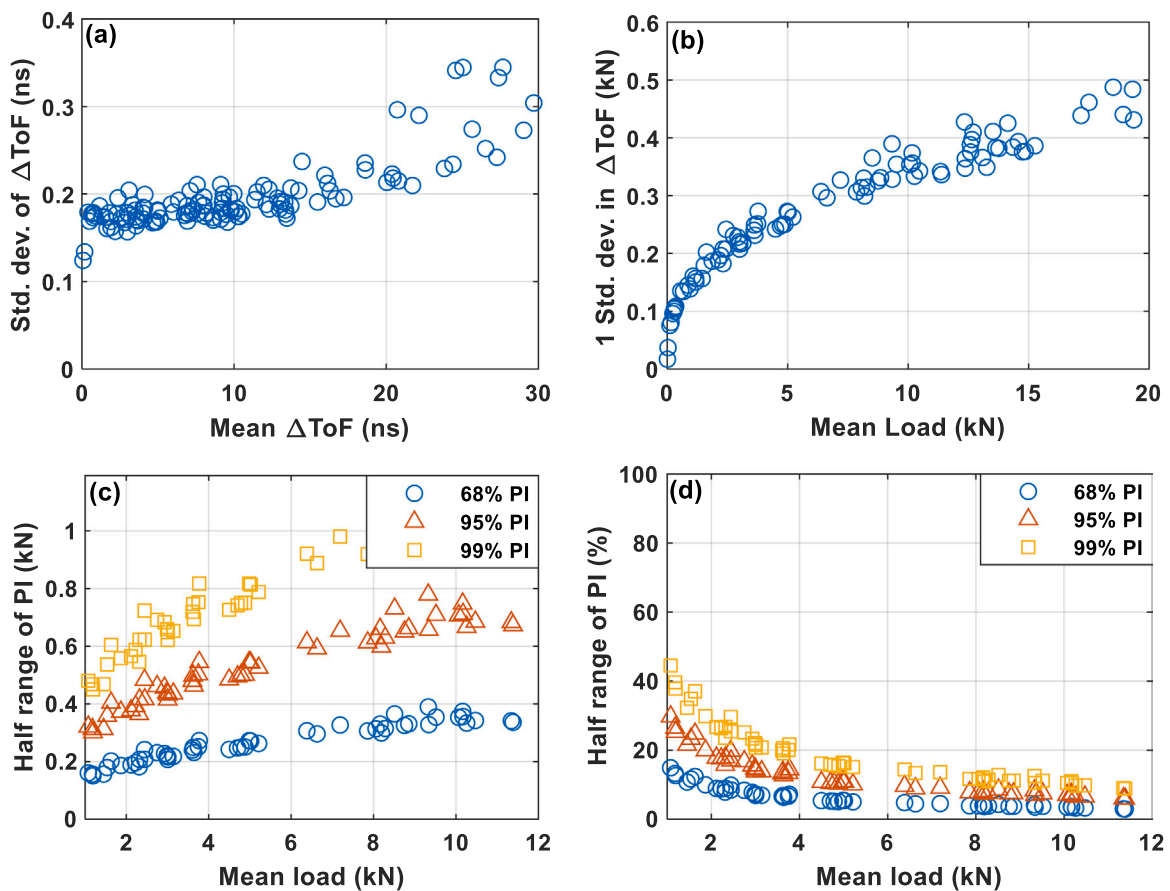 (a)
0.4
0.3
0.2
0.1
0
Std. dev. of ΔToF (ns)
0 10 20 30
Mean ΔToF (ns)
(b)
0.6
0.5
0.4
0.3
0.2
0.1
0
1 Std. dev. in ΔToF (kN)
0 5 10 15 20
Mean Load (kN)
(c)
68% PI
95% PI
99% PI
1
0.8
0.6
0.4
0.2
0
Half range of PI (kN)
2 4 6 8 10 12
Mean load (kN)
(d)
68% PI
95% PI
99% PI
100
80
60
40
20
0
Half range of PI (%)
2 4 6 8 10 12
Mean load (kN)